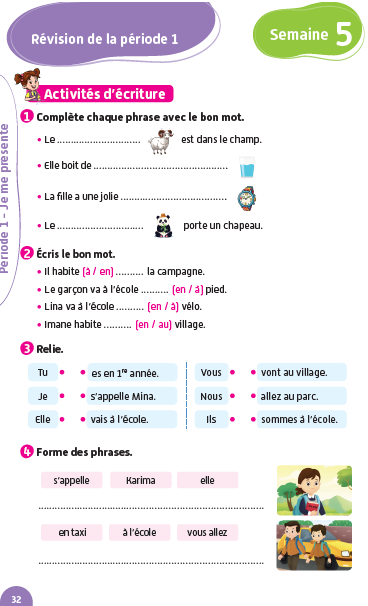 Révision de la période 1
Semaine 5
Période 1 - Je me présente
Activités d'écriture
1 Complète chaque phrase avec le bon mot.
• Le .............................. est dans le champ.
• Elle boit de ................................................
• La fille a une jolie ......................................
• Le ............................... porte un chapeau.
2 Écris le bon mot.
• Il habite (à / en) .......... la campagne.
• Le garçon va à l'école .......... (en / à) pied.
• Lina va à l'école .......... (en / à) vélo.
• Imane habite .......... (en / au) village.
3 Relie.
Tu • • es en 1re année.
Je • • s'appelle Mina.
Elle • • vais à l'école.
Vous • • vont au village.
Nous • • allez au parc.
Ils • • sommes à l'école.
4 Forme des phrases.
s'appelle Karima elle
................................................................................
en taxi à l'école vous allez
................................................................................
32